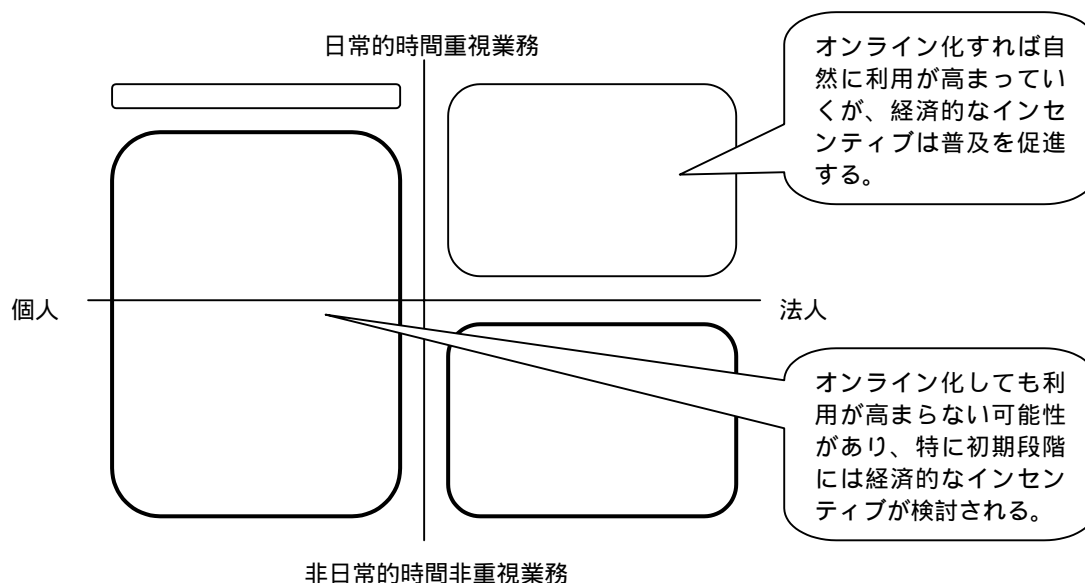 日常的時間重視業務
オンライン化すれば自
然に利用が高まってい
くが、経済的なインセ
ンティブは普及を促進
する。
個人
法人
オンライン化しても利
用が高まらない可能性
があり、特に初期段階
には経済的なインセン
ティブが検討される。
非日常的時間非重視業務